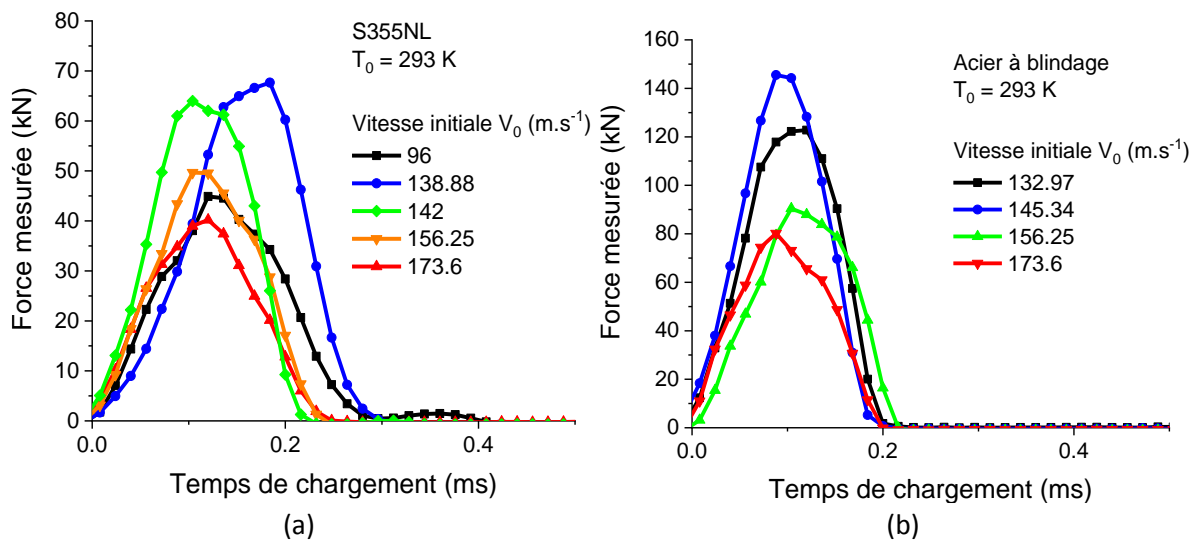 80
70
60
50
40
30
20
10
0
Force mesurée (kN)
S355NL
T0 = 293 K
Vitesse initiale V0 (m.s-1)
96
138.88
142
156.25
173.6
0.0
0.2
0.4
Temps de chargement (ms)
(a)
160
140
120
100
80
60
40
20
0
Force mesurée (kN)
Acier à blindage
T0 = 293 K
Vitesse initiale V0 (m.s-1)
132.97
145.34
156.25
173.6
0.0
0.2
0.4
Temps de chargement (ms)
(b)